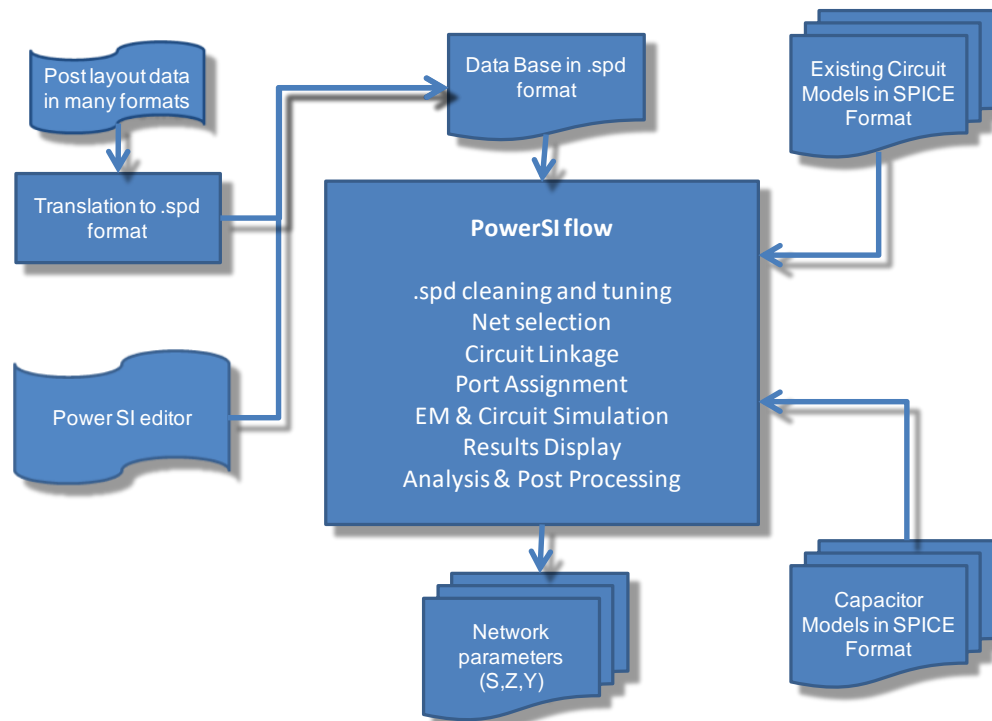 Post layout data
in many formats
Data Base in .spd
format
Existing Circuit
Models in SPICE
Format
Translation to .spd
format
PowerSI flow
.spd cleaning and tuning
Net selection
Circuit Linkage
Port Assignment
EM & Circuit Simulation
Results Display
Analysis & Post Processing
Power SI editor
Network
parameters
(S,Z,Y)
Capacitor
Models in SPICE
Format